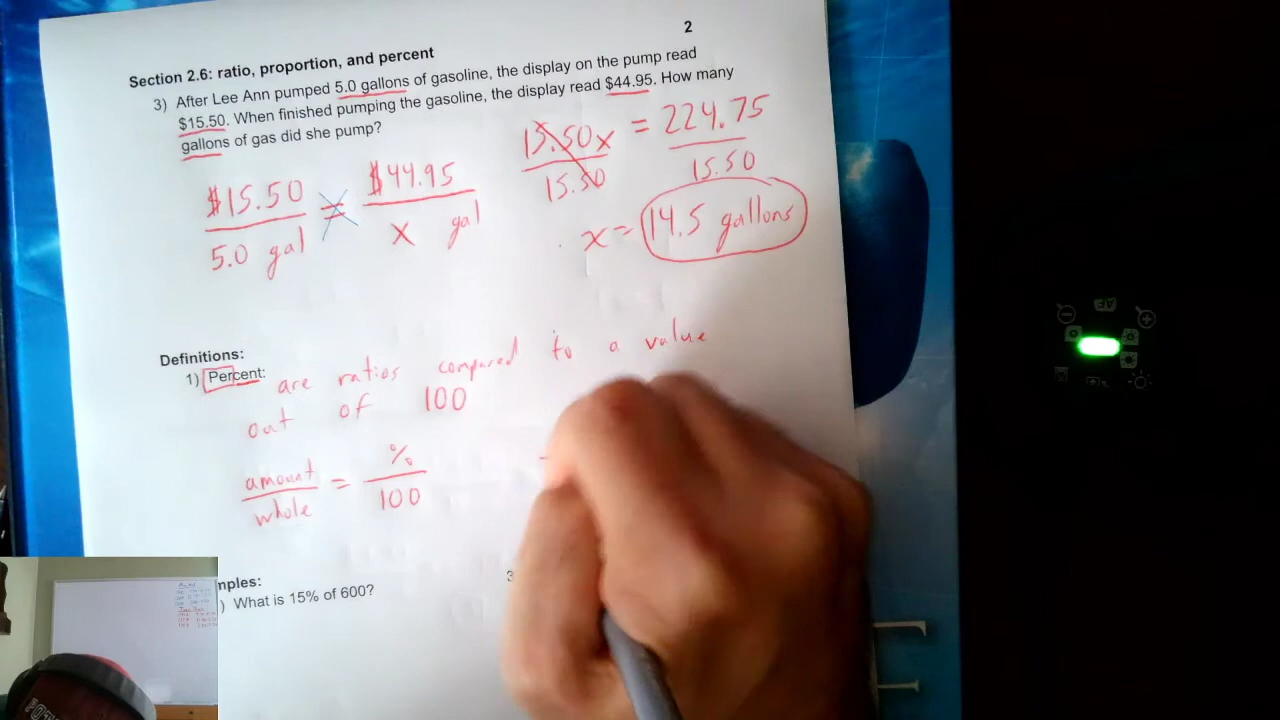 2
Section 2.6: ratio, proportion, and percent
3) After Lee Ann pumped 5.0 gallons of gasoline, the display on the pump read
$15.50. When finished pumping the gasoline, the display read $44.95. How many
gallons of gas did she pump?
$15.50 = $44.95
5.0 gal x gal
15.50x = 224.75
15.50 15.50
x = 14.5 gallons
Definitions:
1) Percent: are ratios compared to a value
out of 100
amount = %
whole 100
mples:
) What is 15% of 600?
3